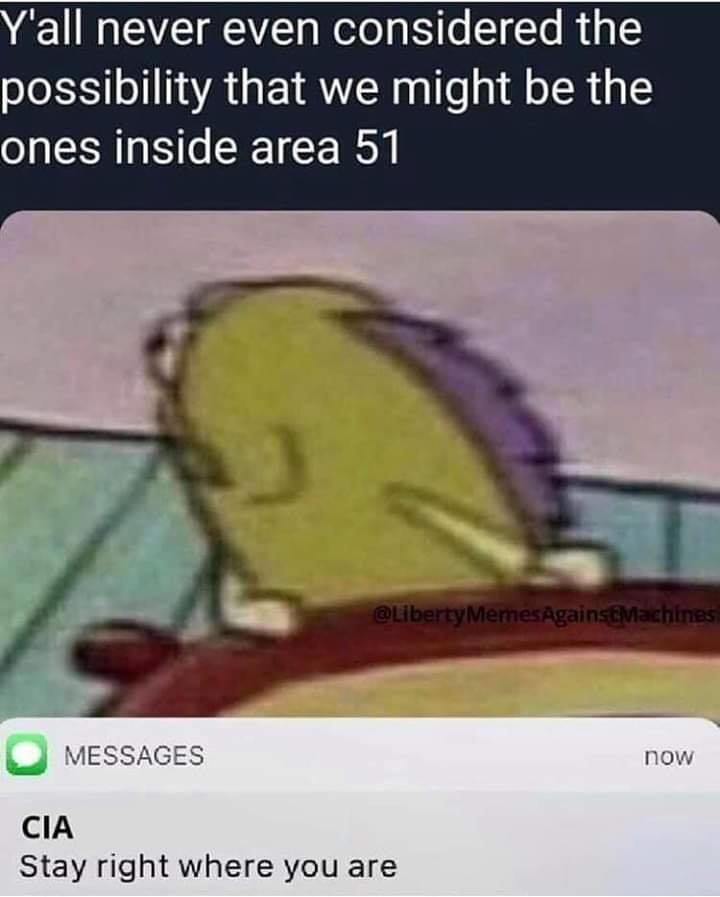 Y'all never even considered the
possibility that we might be the
ones inside area 51
@LibertyMemesAgainstMachines
MESSAGES now
CIA
Stay right where you are